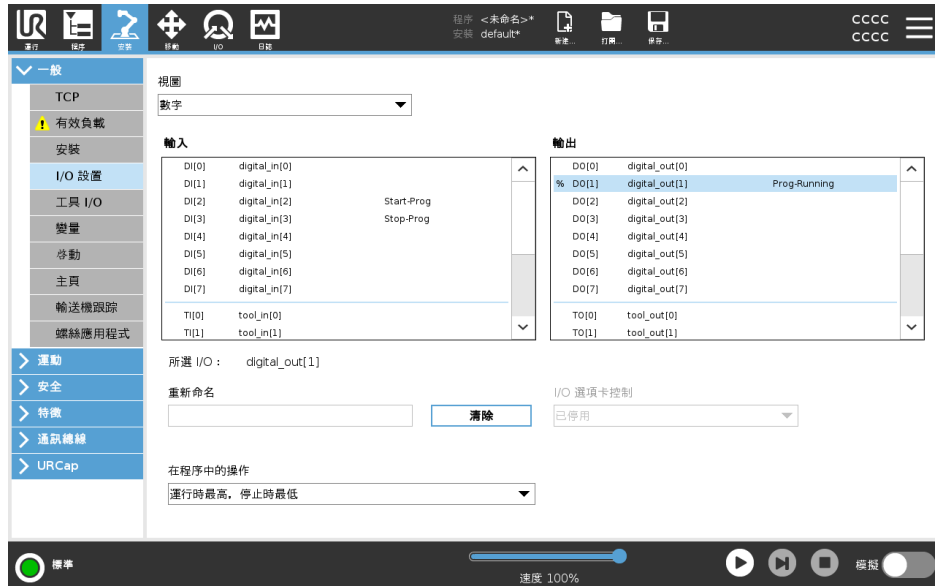 程序 <未命名>*
安裝 default*
運行 程序 安裝 移動 I/O 日誌 新建... 打開... 保存...
cccc
cccc
一般
TCP
有效負載
安裝
I/O 設置
工具 I/O
變量
啓動
主頁
輸送機跟踪
螺絲應用程式
運動
安全
特徵
通訊總線
URCap
視圖
數字
輸入
DI[0] digital_in[0]
DI[1] digital_in[1]
DI[2] digital_in[2] Start-Prog
DI[3] digital_in[3] Stop-Prog
DI[4] digital_in[4]
DI[5] digital_in[5]
DI[6] digital_in[6]
DI[7] digital_in[7]
TI[0] tool_in[0]
TI[1] tool_in[1]
輸出
DO[0] digital_out[0]
% DO[1] digital_out[1] Prog-Running
DO[2] digital_out[2]
DO[3] digital_out[3]
DO[4] digital_out[4]
DO[5] digital_out[5]
DO[6] digital_out[6]
DO[7] digital_out[7]
TO[0] tool_out[0]
TO[1] tool_out[1]
所選 I/O： digital_out[1]
重新命名
清除
I/O 選項卡控制
已停用
在程序中的操作
運行時最高，停止時最低
標準
速度 100%
模擬